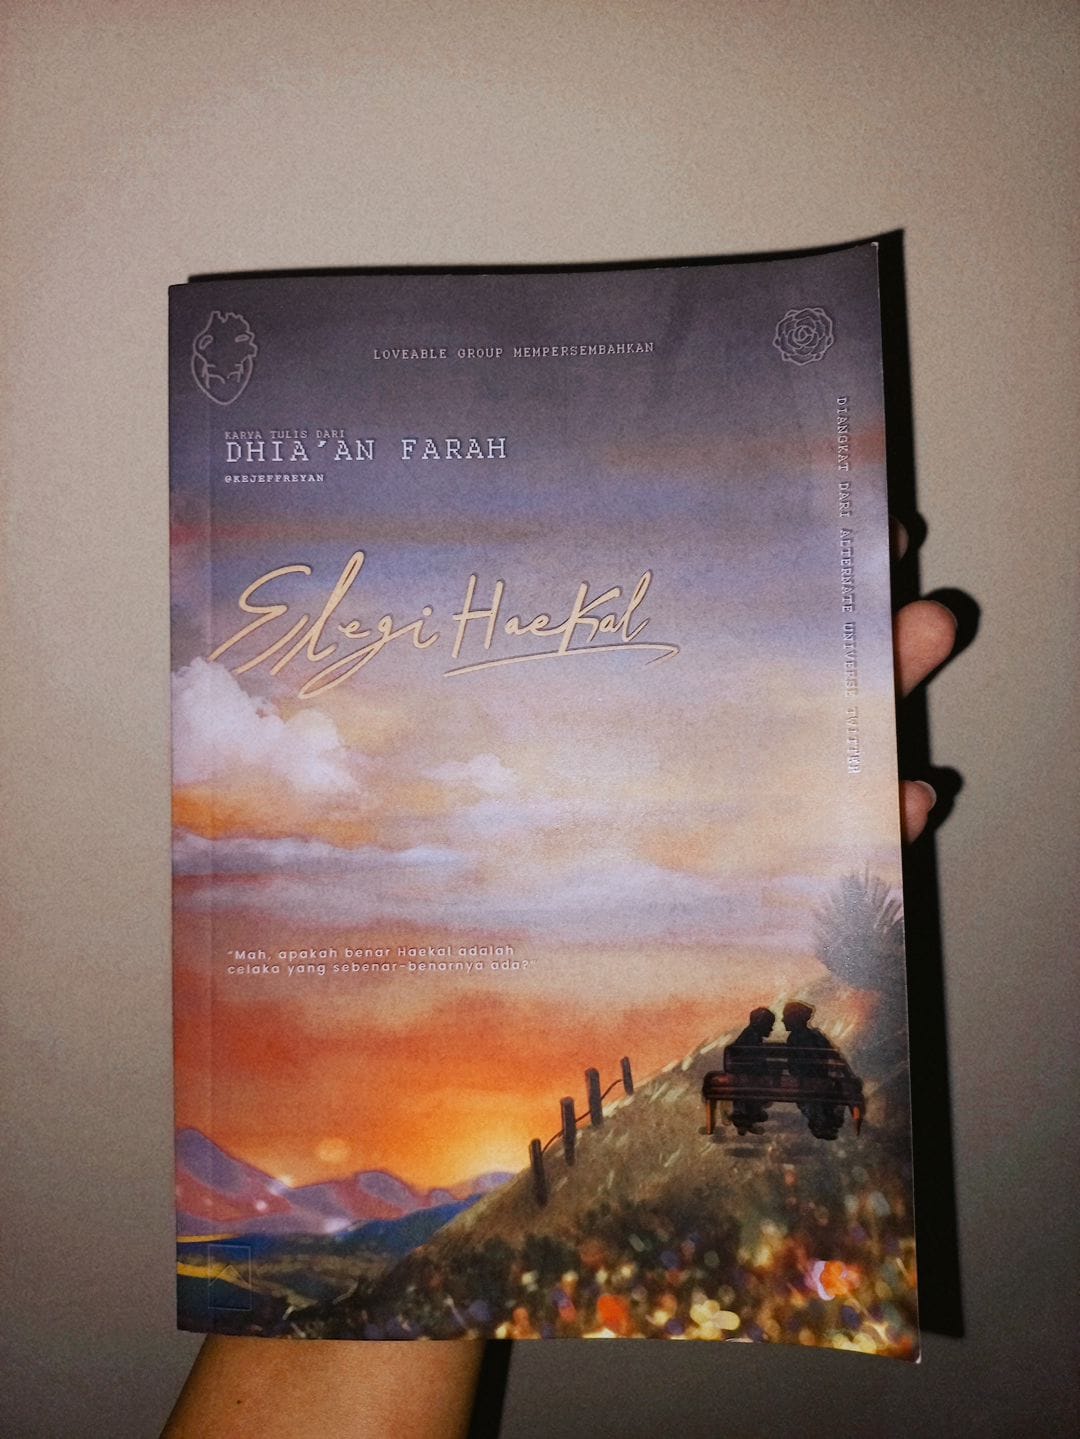 LOVEABLE GROUP MEMPERSEMBAHKAN
KARYA TULIS DARI
DHIA'AN FARAH
@KEJEFFREYAN
DIANGKAT DARI ALTERNATE UNIVERSE TWITTER
Elegi Haekal
"Mah, apakah benar Haekal adalah
celaka yang sebenar-benarnya ada?"